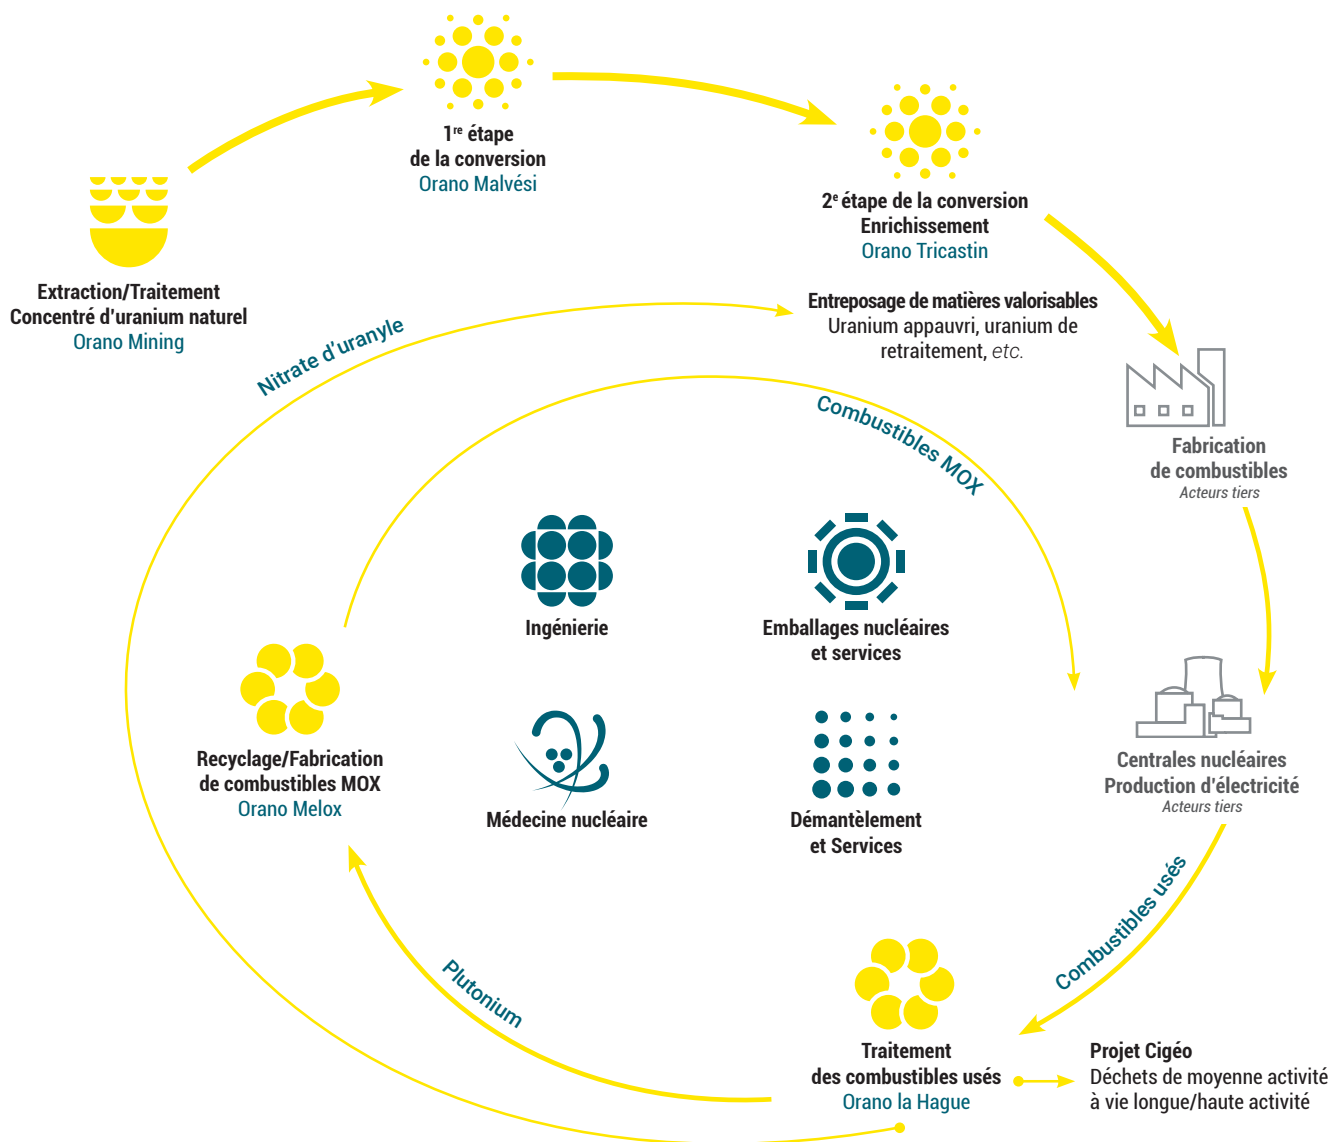 1re étape
de la conversion
Orano Malvési
2e étape de la conversion
Enrichissement
Orano Tricastin
Extraction/Traitement
Concentré d'uranium naturel
Orano Mining
Entreposage de matières valorisables
Uranium appauvri, uranium de
retraitement, etc.
Nitrate d'uranyle
Combustibles MOX
Fabrication
de combustibles
Acteurs tiers
Ingénierie
Emballages nucléaires
et services
Recyclage/Fabrication
de combustibles MOX
Orano Melox
Médecine nucléaire
Démantèlement
et Services
Centrales nucléaires
Production d'électricité
Acteurs tiers
Combustibles usés
Plutonium
Traitement
des combustibles usés
Orano la Hague
Projet Cigéo
Déchets de moyenne activité
à vie longue/haute activité